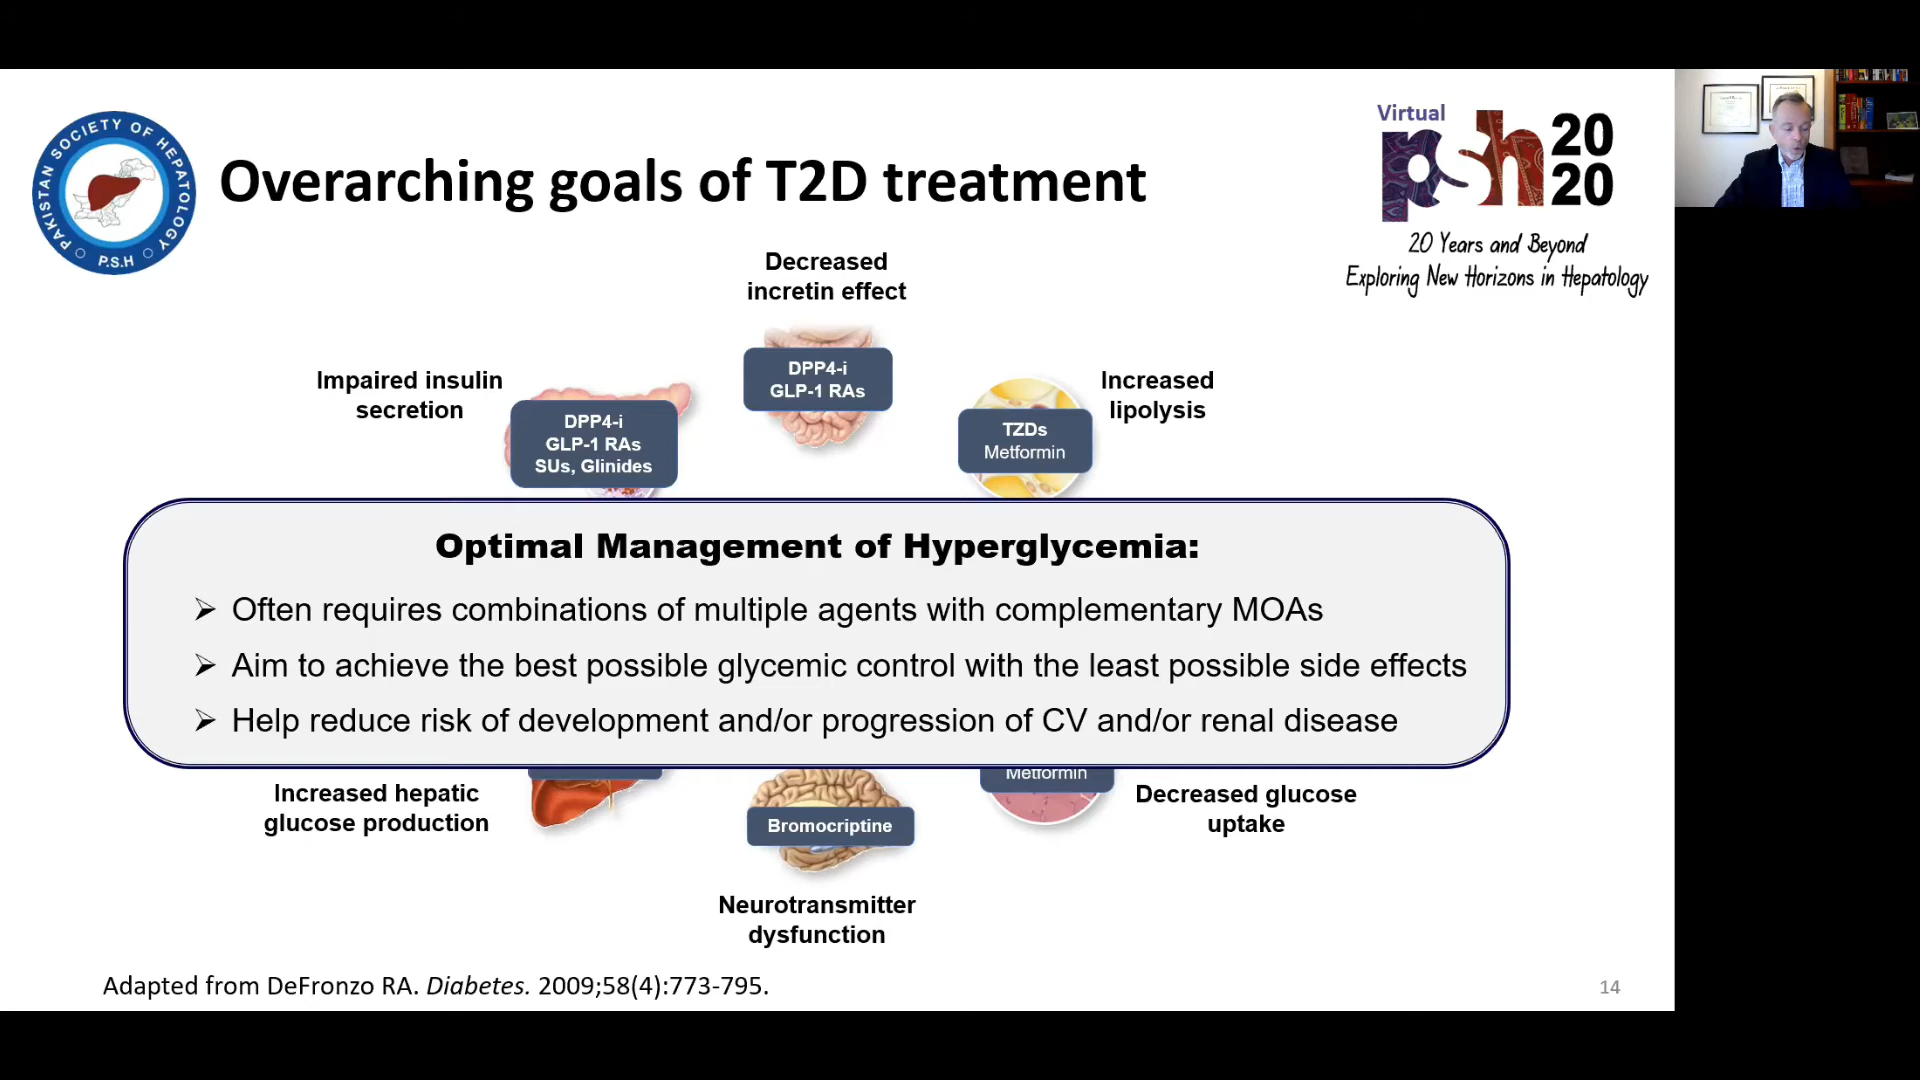 PAKISTAN SOCIETY OF HEPATOLOGY
P.S.H
Overarching goals of T2D treatment
Virtual
psh 20
20
20 Years and Beyond
Exploring New Horizons in Hepatology
Decreased
incretin effect
DPP4-i
GLP-1 RAs
Impaired insulin
secretion
DPP4-i
GLP-1 RAs
SUs, Glinides
Increased
lipolysis
TZDs
Metformin
Optimal Management of Hyperglycemia:
➢ Often requires combinations of multiple agents with complementary MOAs
➢ Aim to achieve the best possible glycemic control with the least possible side effects
➢ Help reduce risk of development and/or progression of CV and/or renal disease
Metformin
Increased hepatic
glucose production
Bromocriptine
Decreased glucose
uptake
Neurotransmitter
dysfunction
Adapted from DeFronzo RA. Diabetes. 2009;58(4):773-795.
14